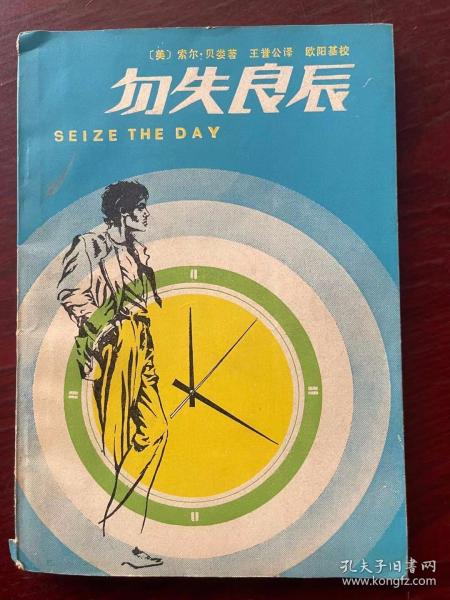 〔美〕索尔·贝娄著 王誉公译 欧阳基校
勿失良辰
SEIZE THE DAY
孔夫子旧书网
www.kongfz.com